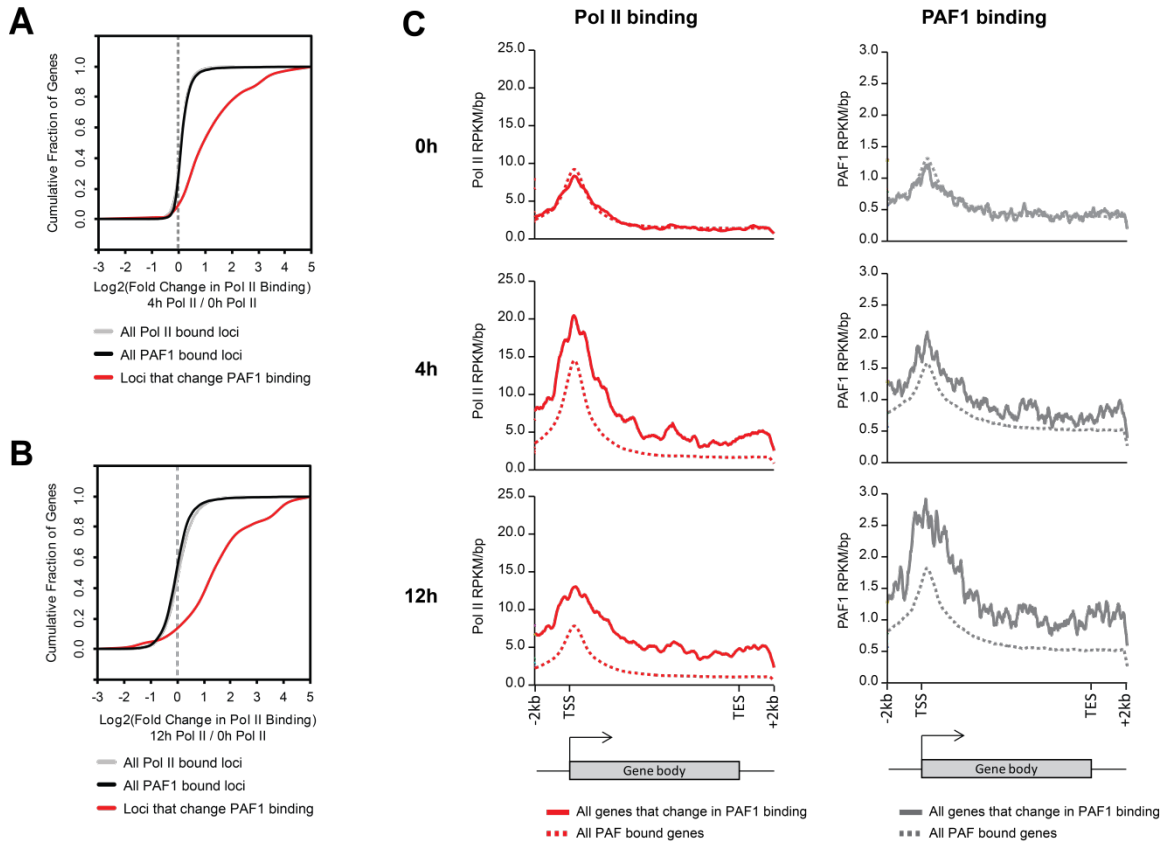 A
Cumulative Fraction of Genes
1.0
0.8
0.6
0.4
0.2
0.0
-3 -2 -1 0 1 2 3 4 5
Log2(Fold Change in Pol II Binding)
4h Pol II / 0h Pol II
All Pol II bound loci
All PAF1 bound loci
Loci that change PAF1 binding
B
Cumulative Fraction of Genes
1.0
0.8
0.6
0.4
0.2
0.0
-3 -2 -1 0 1 2 3 4 5
Log2(Fold Change in Pol II Binding)
12h Pol II / 0h Pol II
All Pol II bound loci
All PAF1 bound loci
Loci that change PAF1 binding
C
Pol II binding
PAF1 binding
0h
Pol II RPKM/bp
25.0
20.0
15.0
10.0
5.0
0.0
PAF1 RPKM/bp
3.0
2.5
2.0
1.5
1.0
0.5
0.0
4h
Pol II RPKM/bp
25.0
20.0
15.0
10.0
5.0
0.0
PAF1 RPKM/bp
3.0
2.5
2.0
1.5
1.0
0.5
0.0
12h
Pol II RPKM/bp
25.0
20.0
15.0
10.0
5.0
0.0
-2kb TSS TES +2kb
Gene body
All genes that change in PAF1 binding
All PAF bound genes
PAF1 RPKM/bp
3.0
2.5
2.0
1.5
1.0
0.5
0.0
-2kb TSS TES +2kb
Gene body
All genes that change in PAF1 binding
All PAF bound genes